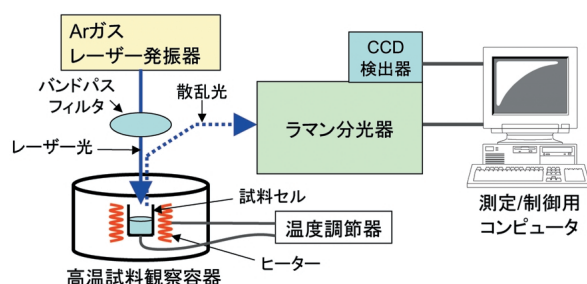 Arガス
レーザー発振器
CCD
検出器
バンドパス
フィルタ
散乱光
ラマン分光器
レーザー光
試料セル
測定/制御用
コンピュータ
温度調節器
ヒーター
高温試料観察容器